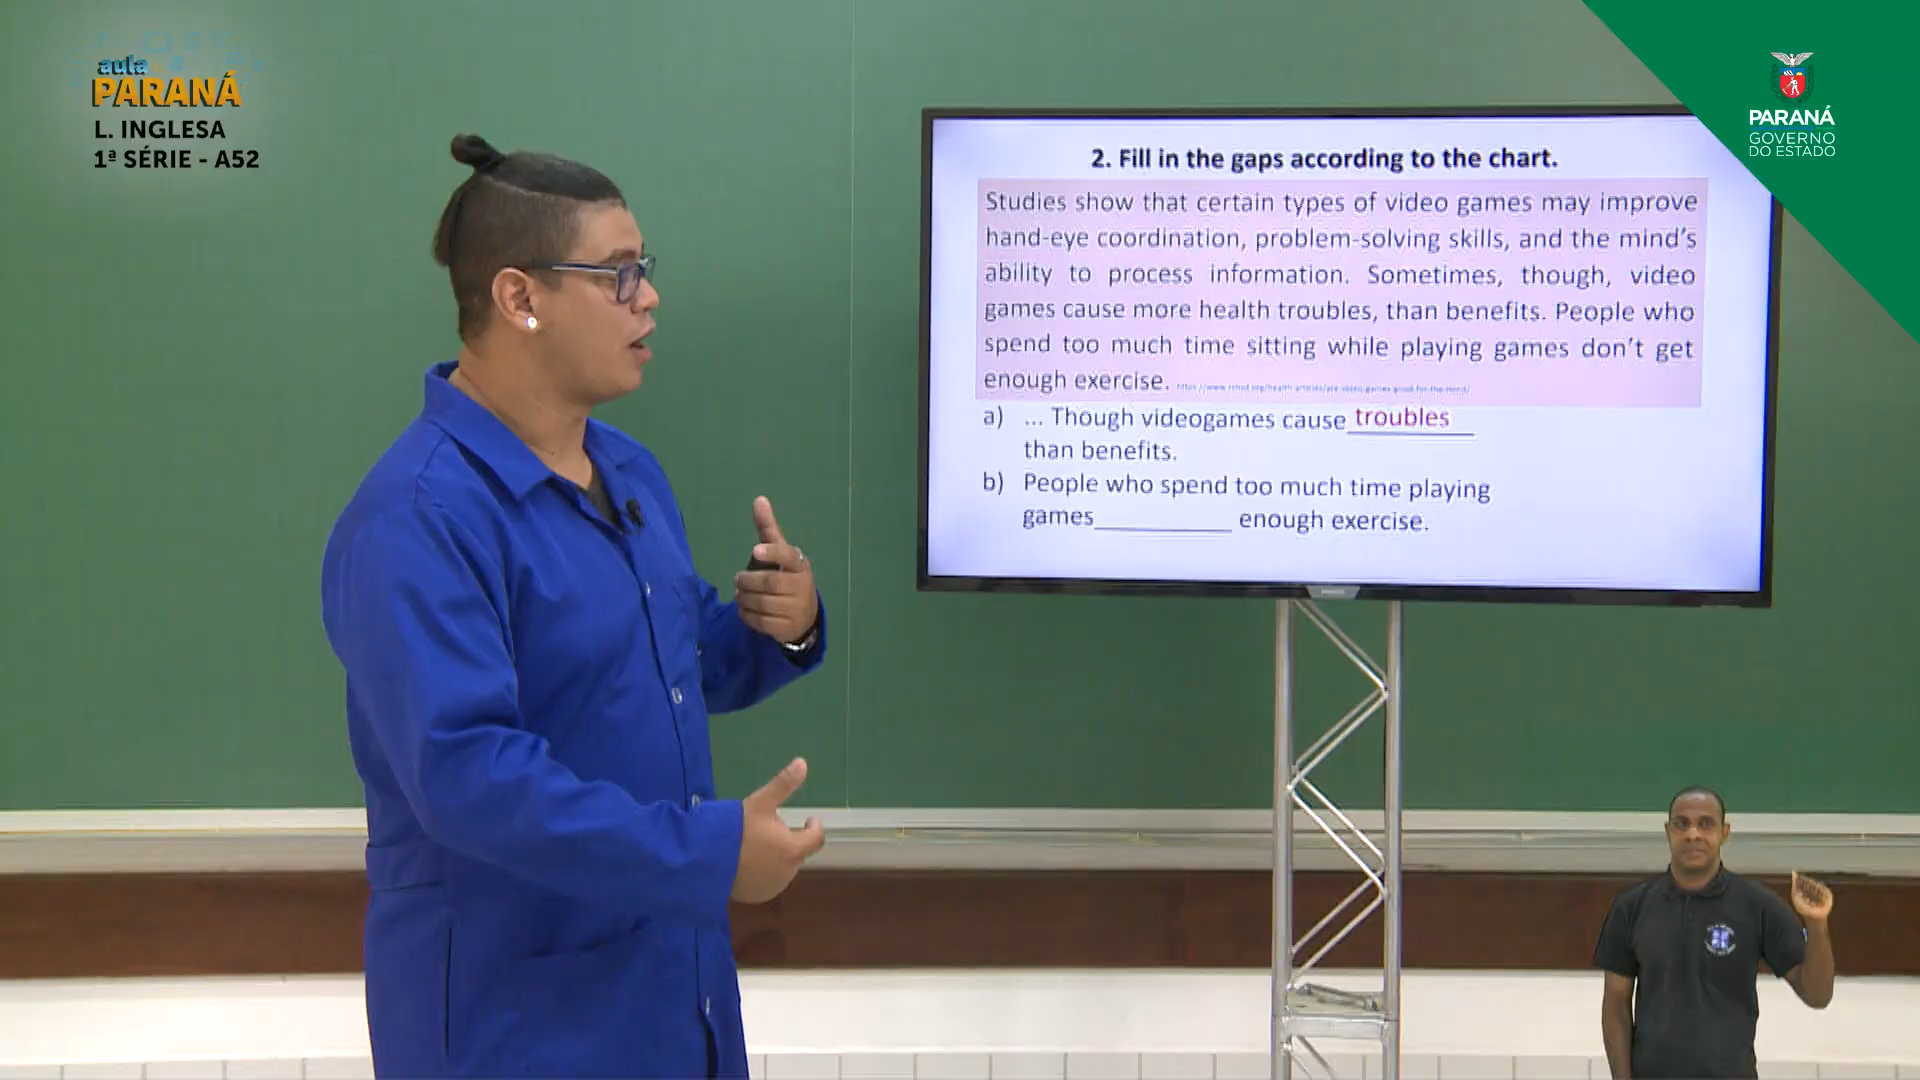 aula
PARANÁ
L. INGLESA
1ª SÉRIE - A52
PARANÁ
GOVERNO
DO ESTADO
2. Fill in the gaps according to the chart.
Studies show that certain types of video games may improve
hand-eye coordination, problem-solving skills, and the mind's
ability to process information. Sometimes, though, video
games cause more health troubles, than benefits. People who
spend too much time sitting while playing games don't get
enough exercise.
a) ... Though videogames cause troubles
than benefits.
b) People who spend too much time playing
games__________ enough exercise.